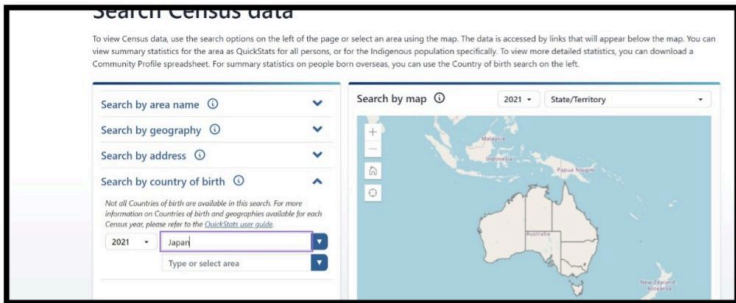 Search Census data
To view Census data, use the search options on the left of the page or select an area using the map. The data is accessed by links that will appear below the map. You can
view summary statistics for the area as QuickStats for all persons, or for the Indigenous population specifically. To view more detailed statistics, you can download a
Community Profile spreadsheet. For summary statistics on people born overseas, you can use the Country of birth search on the left.
Search by area name
Search by geography
Search by address
Search by country of birth
Not all Countries of birth are available in this search. For more
information on Countries of birth and geographies available for each
Census year, please refer to the QuickStats user guide.
2021 Japan
Type or select area
Search by map 2021 State/Territory
Malaysia
Papua Niugini
Australia
New Zealand
Aotearoa